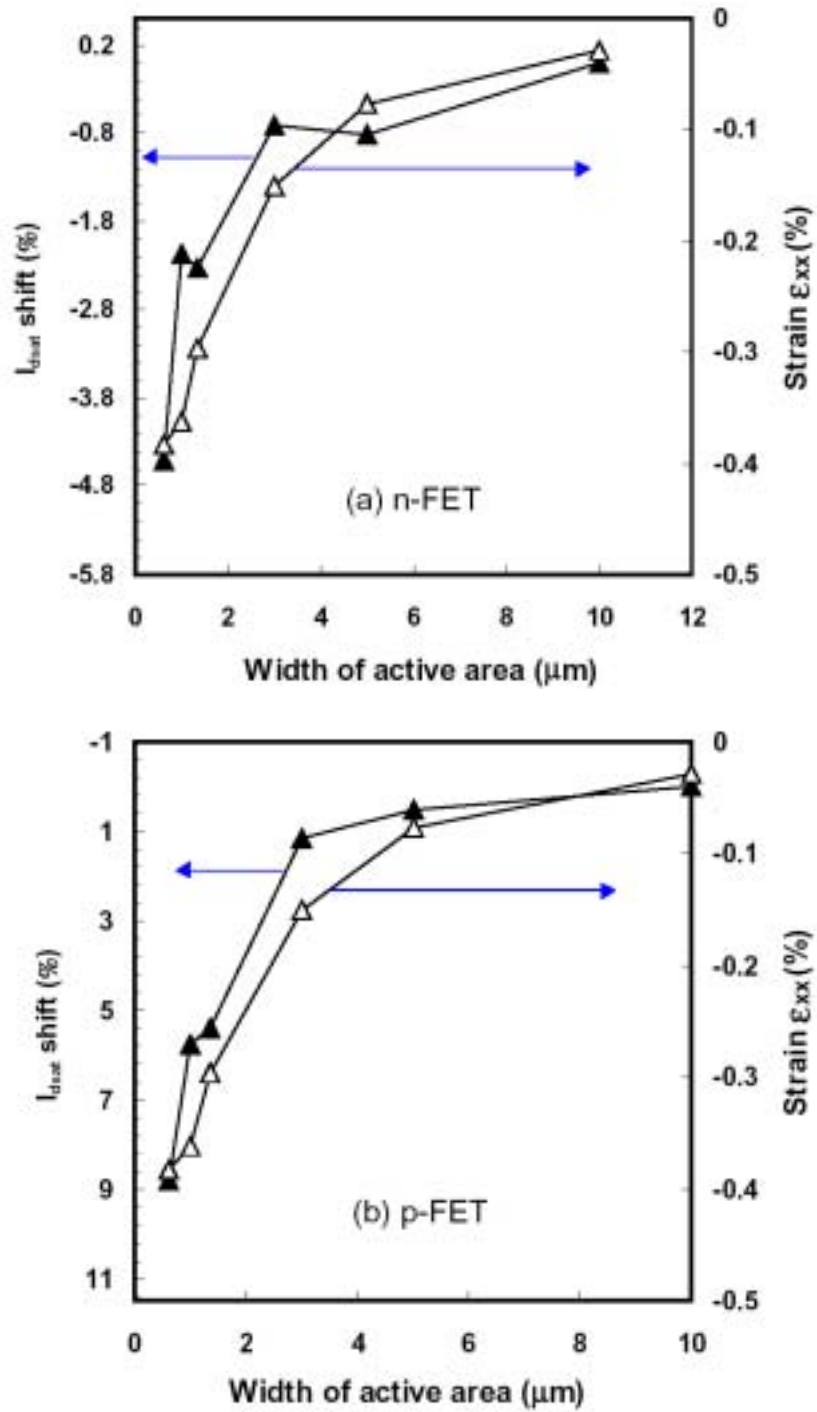 0.2
-0.8
-1.8
-2.8
-3.8
-4.8
-5.8
I_dsat shift (%)
0
-0.1
-0.2
-0.3
-0.4
-0.5
Strain εxx(%)
(a) n-FET
0 2 4 6 8 10 12
Width of active area (μm)
-1
1
3
5
7
9
11
I_dsat shift (%)
0
-0.1
-0.2
-0.3
-0.4
-0.5
Strain εxx(%)
(b) p-FET
0 2 4 6 8 10
Width of active area (μm)